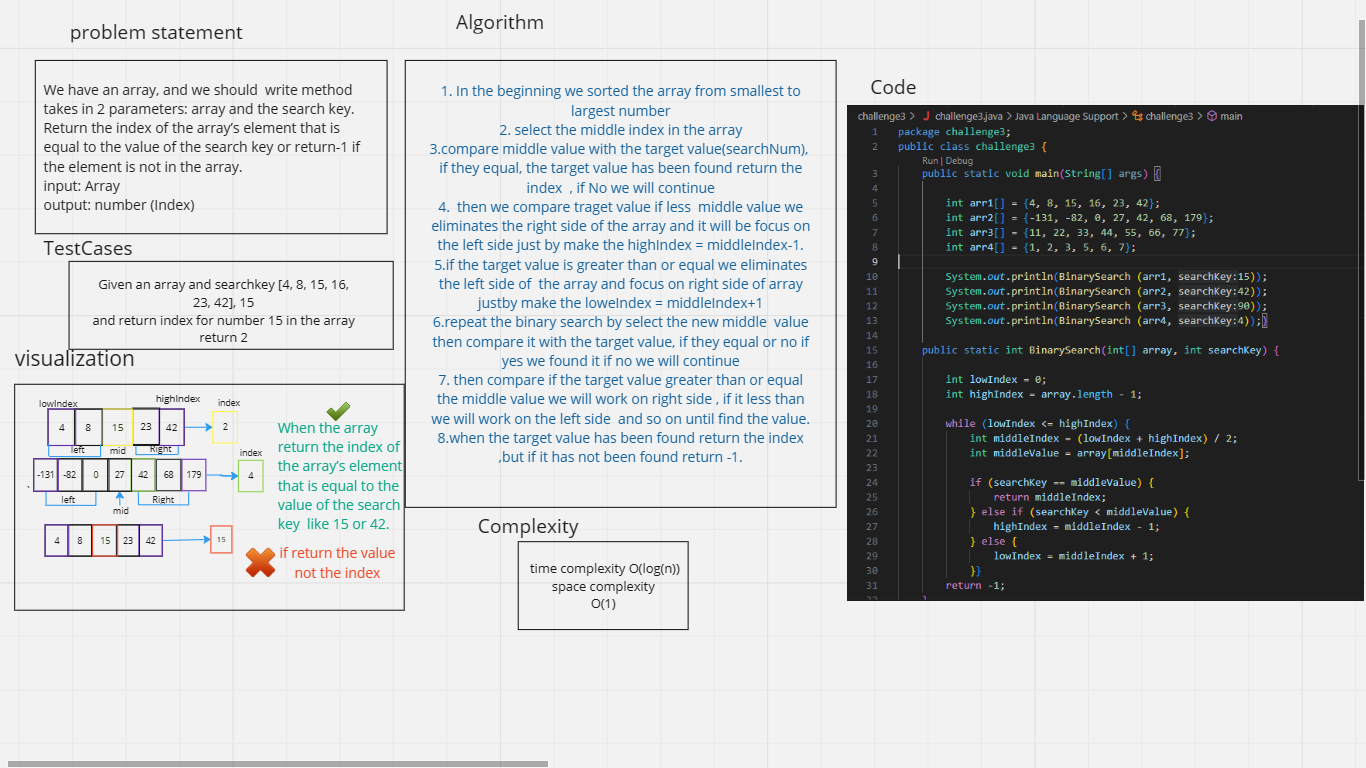 problem statement
We have an array, and we should write method
takes in 2 parameters: array and the search key.
Return the index of the array's element that is
equal to the value of the search key or return-1 if
the element is not in the array.
input: Array
output: number (Index)
TestCases
Given an array and searchkey [4, 8, 15, 16,
23, 42], 15
and return index for number 15 in the array
return 2
visualization
lowIndex
highIndex
index
4 8 15 23 42
2
left
mid
Right
index
-131 -82 0 27 42 68 179
4
left
Right
mid
4 8 15 23 42
15
When the array
return the index of
the array's element
that is equal to the
value of the search
key like 15 or 42.
if return the value
not the index
Algorithm
1. In the beginning we sorted the array from smallest to
largest number
2. select the middle index in the array
3.compare middle value with the target value(searchNum),
if they equal, the target value has been found return the
index , if No we will continue
4. then we compare traget value if less middle value we
eliminates the right side of the array and it will be focus on
the left side just by make the highIndex = middleIndex-1.
5.if the target value is greater than or equal we eliminates
the left side of the array and focus on right side of array
justby make the loweIndex = middleIndex+1
6.repeat the binary search by select the new middle value
then compare it with the target value, if they equal or no if
yes we found it if no we will continue
7. then compare if the target value greater than or equal
the middle value we will work on right side , if it less than
we will work on the left side and so on until find the value.
8.when the target value has been found return the index
,but if it has not been found return -1.
Complexity
time complexity O(log(n))
space complexity
O(1)
Code
challenge3 > J challenge3.java > Java Language Support > challenge3 > main
1 package challenge3;
2 public class challenge3 {
Run | Debug
3 public static void main(String[] args) {
4
5 int arr1[] = {4, 8, 15, 16, 23, 42};
6 int arr2[] = {-131, -82, 0, 27, 42, 68, 179};
7 int arr3[] = {11, 22, 33, 44, 55, 66, 77};
8 int arr4[] = {1, 2, 3, 5, 6, 7};
9
10 System.out.println(BinarySearch (arr1, searchKey:15));
11 System.out.println(BinarySearch (arr2, searchKey:42));
12 System.out.println(BinarySearch (arr3, searchKey:90));
13 System.out.println(BinarySearch (arr4, searchKey:4));}
14
15 public static int BinarySearch(int[] array, int searchKey) {
16
17 int lowIndex = 0;
18 int highIndex = array.length - 1;
19
20 while (lowIndex <= highIndex) {
21 int middleIndex = (lowIndex + highIndex) / 2;
22 int middleValue = array[middleIndex];
23
24 if (searchKey == middleValue) {
25 return middleIndex;
26 } else if (searchKey < middleValue) {
27 highIndex = middleIndex - 1;
28 } else {
29 lowIndex = middleIndex + 1;
30 }}
31 return -1;